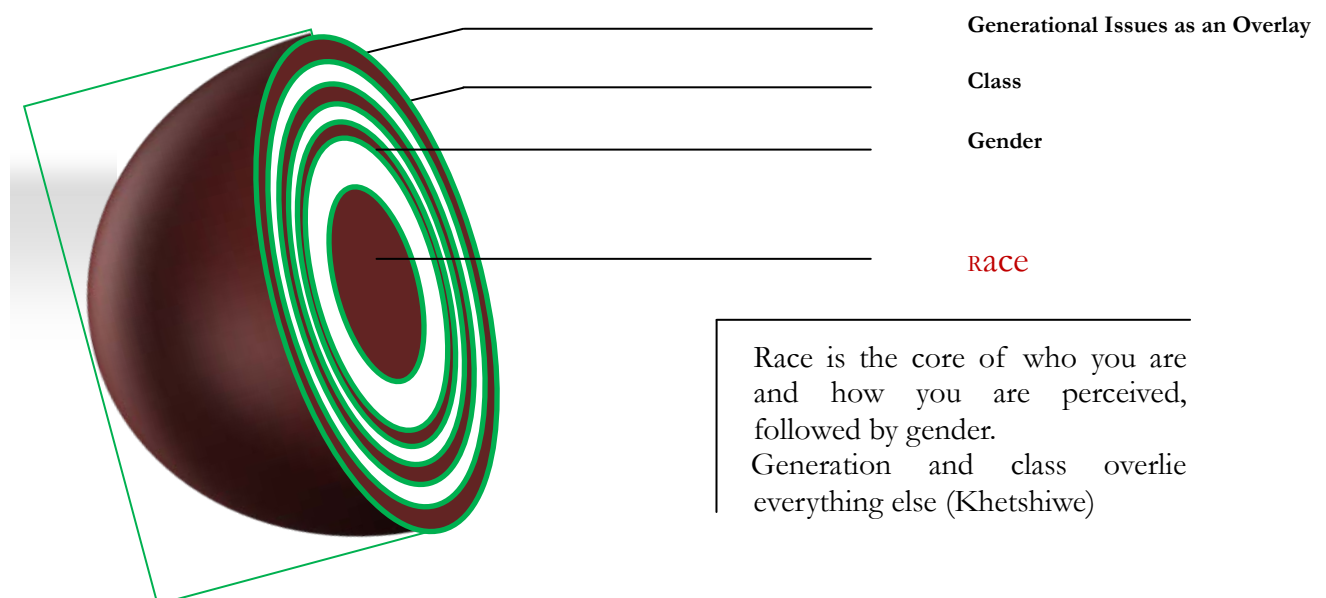 Generational Issues as an Overlay
Class
Gender
Race
Race is the core of who you are
and how you are perceived,
followed by gender.
Generation and class overlie
everything else (Khetshiwe)